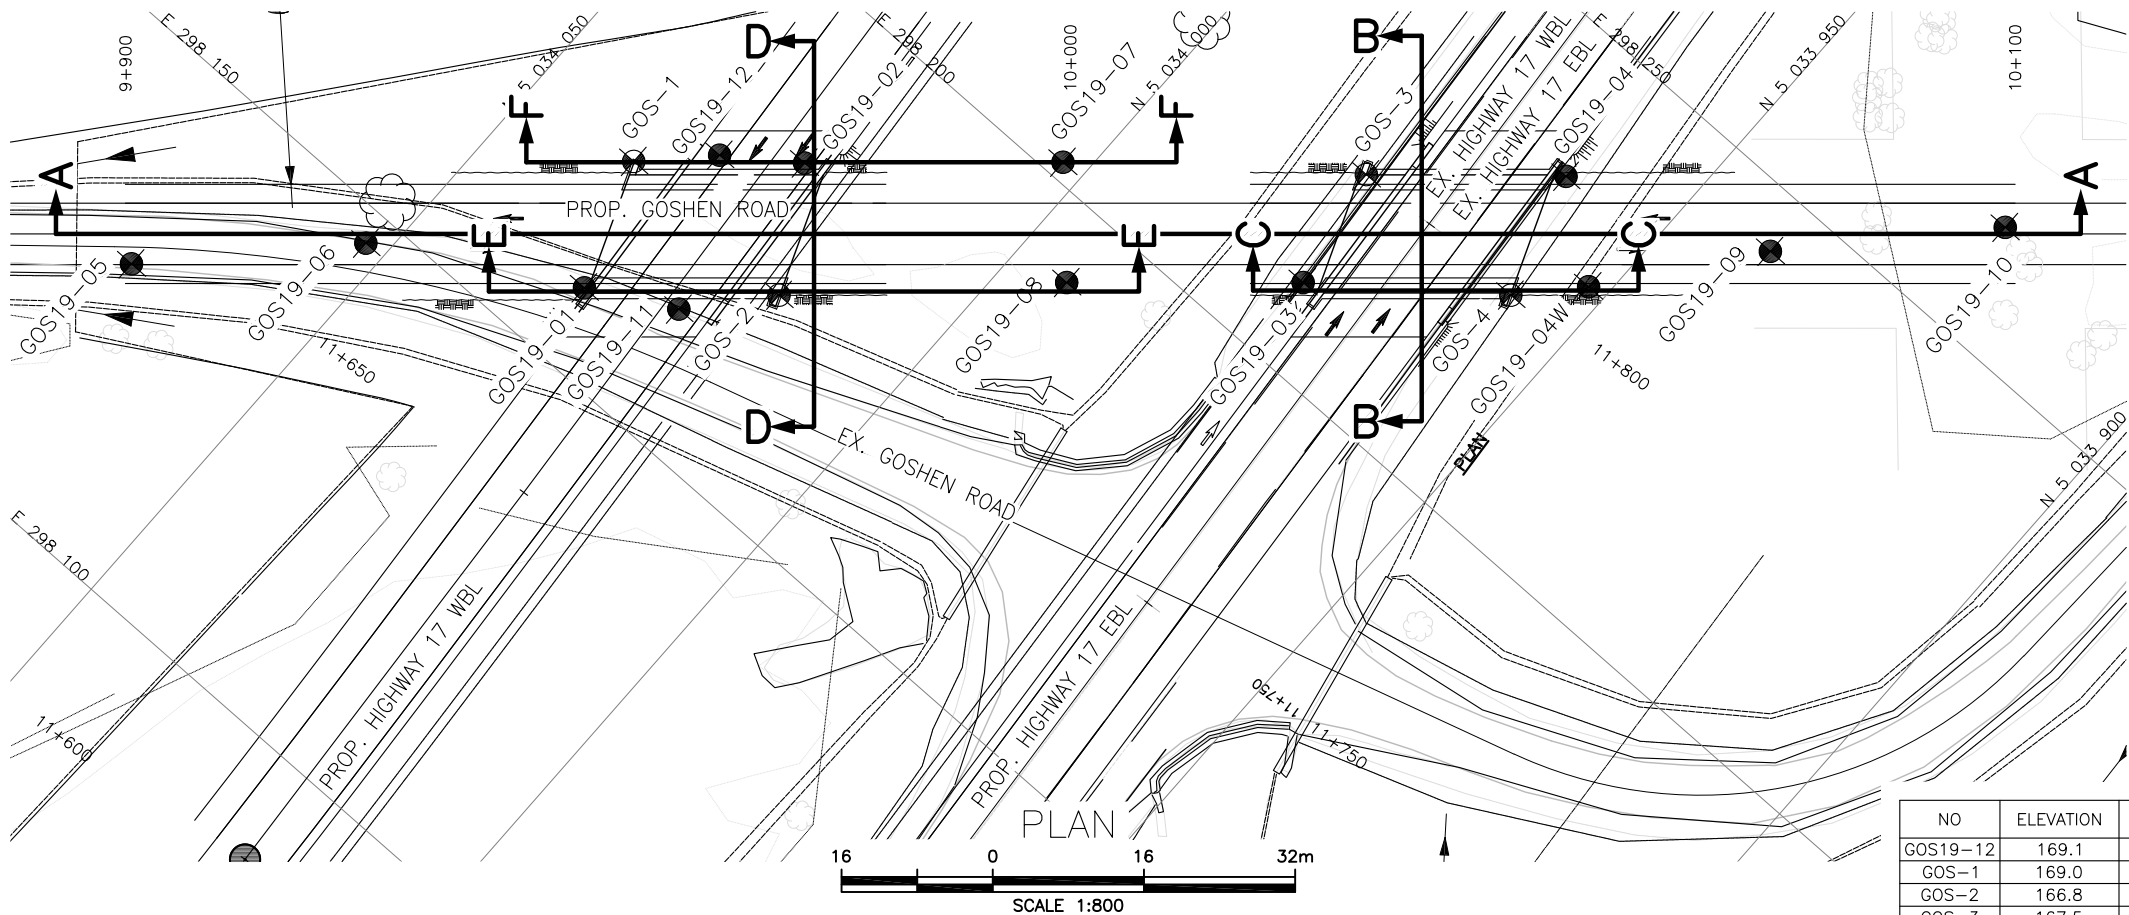 9+900
E 298 150
N 5 034 050
D
E 298 200
10+000
N 5 034 000
B
E 298 250
N 5 033 950
10+100
GOS-1
GOS19-12
GOS19-02
GOS19-07
GOS-3
EX. HIGHWAY 17 WBL
EX. HIGHWAY 17 EBL
GOS19-04
F
F
A
A
PROP. GOSHEN ROAD
E
E
C
C
GOS19-05
GOS19-06
GOS19-01
GOS19-11
GOS-2
GOS19-08
GOS19-03
GOS-4
GOS19-04W
GOS19-09
GOS19-10
11+650
11+800
D
B
EX. GOSHEN ROAD
PLAN
N 5 033 900
E 298 100
PROP. HIGHWAY 17 WBL
PROP. HIGHWAY 17 EBL
11+600
11+750
11+750
PLAN
16 0 16 32m
SCALE 1:800
NO ELEVATION
GOS19-12 169.1
GOS-1 169.0
GOS-2 166.8